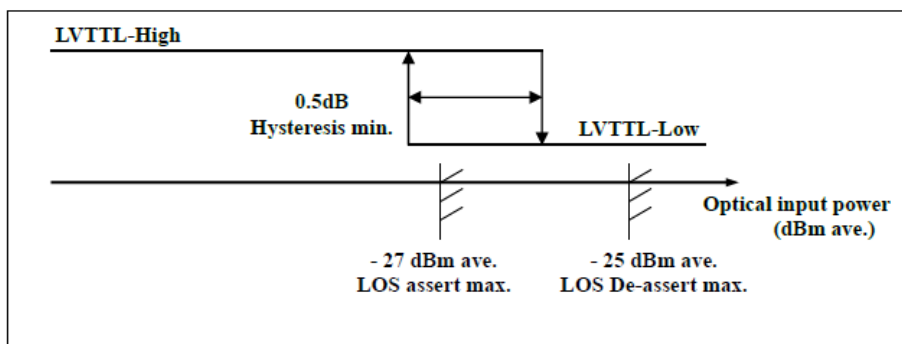 LVTTL-High
0.5dB
Hysteresis min.
LVTTL-Low
Optical input power
(dBm ave.)
- 27 dBm ave.
LOS assert max.
- 25 dBm ave.
LOS De-assert max.